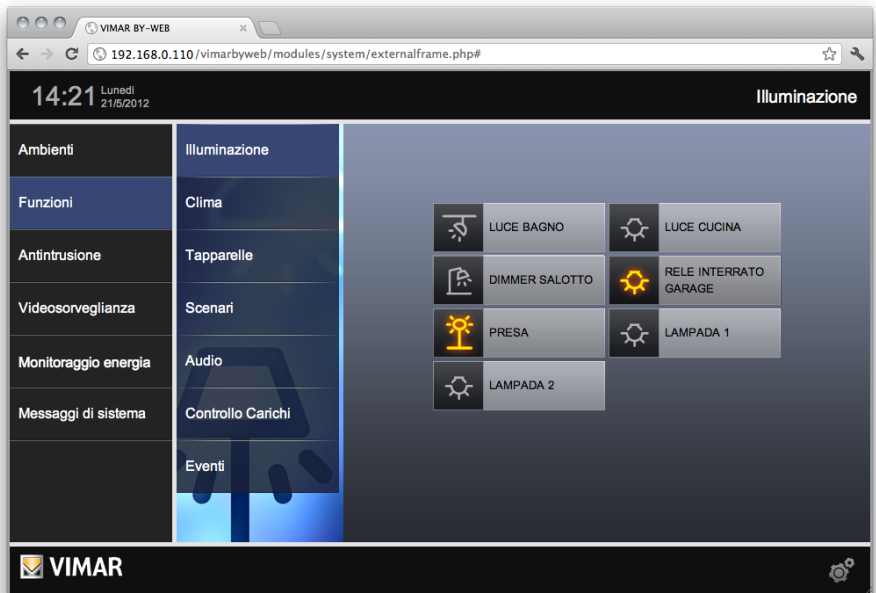 VIMAR BY-WEB
192.168.0.110/vimarbyweb/modules/system/externalframe.php#
14:21
Lunedì
21/5/2012
Illuminazione
Ambienti
Funzioni
Antintrusione
Videosorveglianza
Monitoraggio energia
Messaggi di sistema
Illuminazione
Clima
Tapparelle
Scenari
Audio
Controllo Carichi
Eventi
LUCE BAGNO
LUCE CUCINA
DIMMER SALOTTO
RELE INTERRATO
GARAGE
PRESA
LAMPADA 1
LAMPADA 2
VIMAR